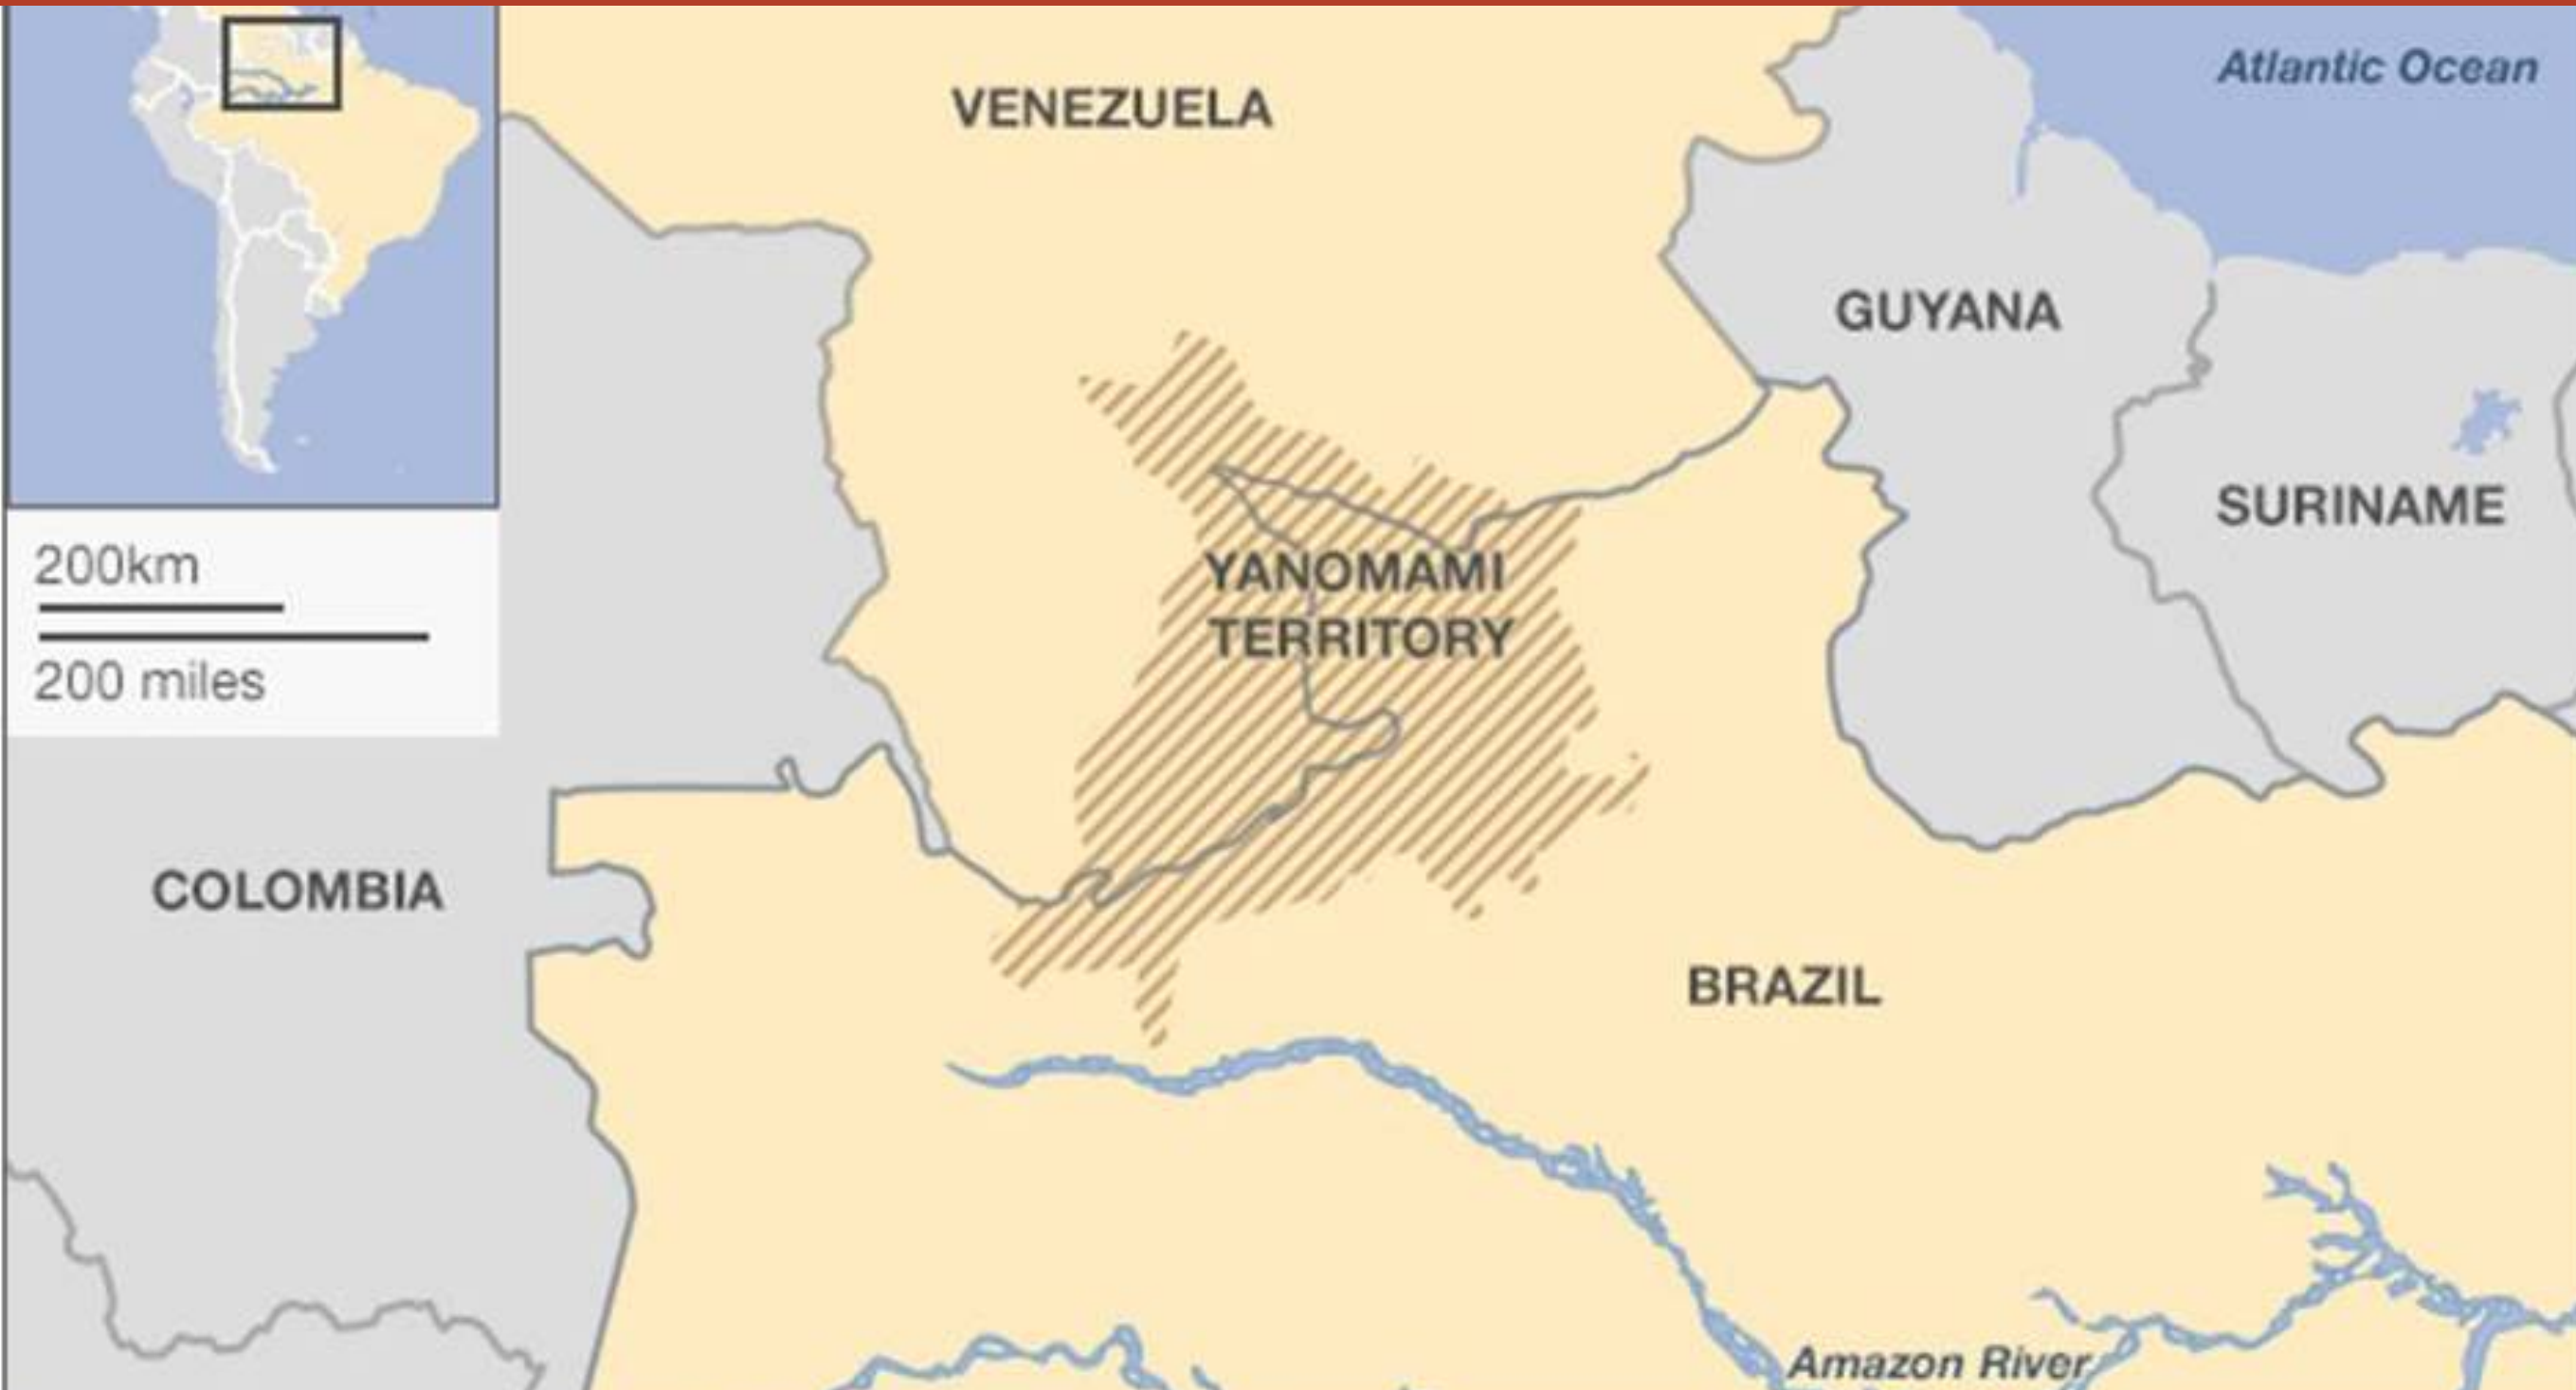 Atlantic Ocean
VENEZUELA
GUYANA
SURINAME
200km
200 miles
YANOMAMI
TERRITORY
COLOMBIA
BRAZIL
Amazon River